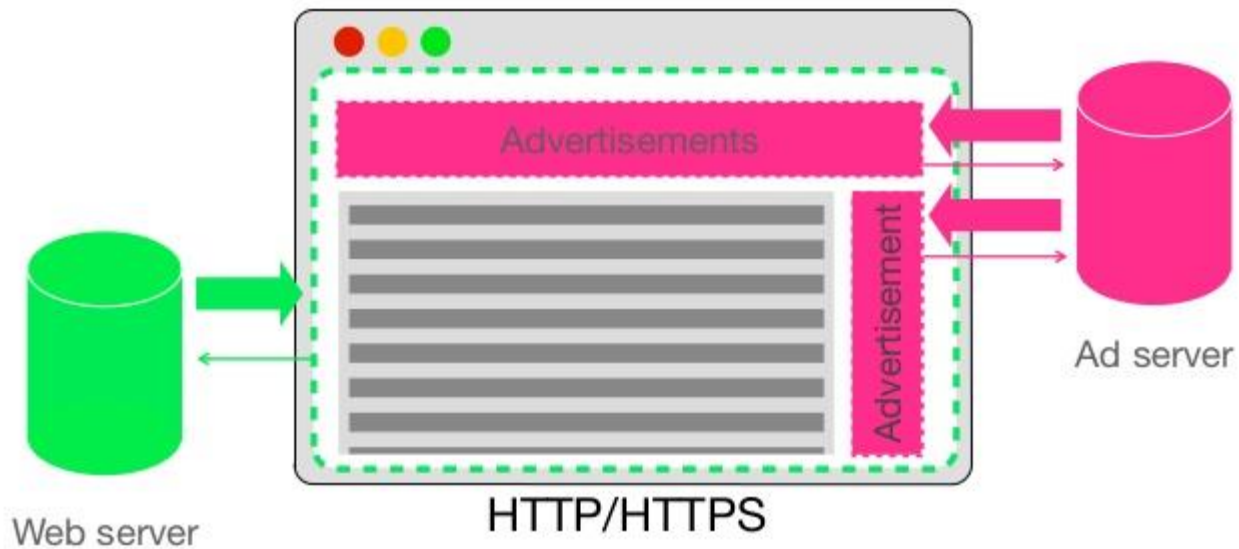 Advertisements
Advertisement
Ad server
Web server
HTTP/HTTPS